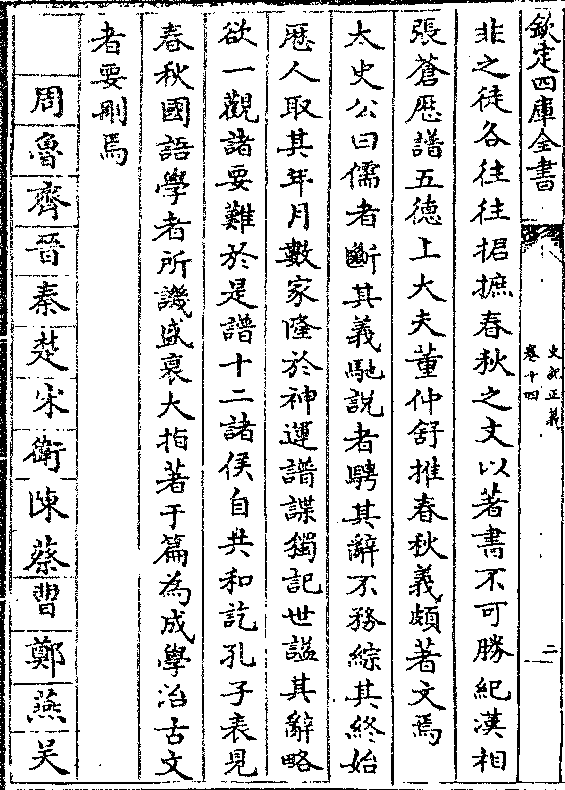 欽定四庫全書
史記正義
卷十四
二
非之徒各往往捃摭春秋之文以著書不可勝紀漢相
張蒼厯譜五德上大夫董仲舒推春秋義頗著文焉
太史公曰儒者斷其義馳說者騁其辭不務綜其終始
厯人取其年月數家隆於神運譜諜獨記世謚其辭略
欲一觀諸要難於是譜十二諸侯自共和訖孔子表見
春秋國語學者所譏盛衰大指著于篇為成學治古文
者要刪焉
周魯齊晉秦楚宋衛陳蔡曹鄭燕吴